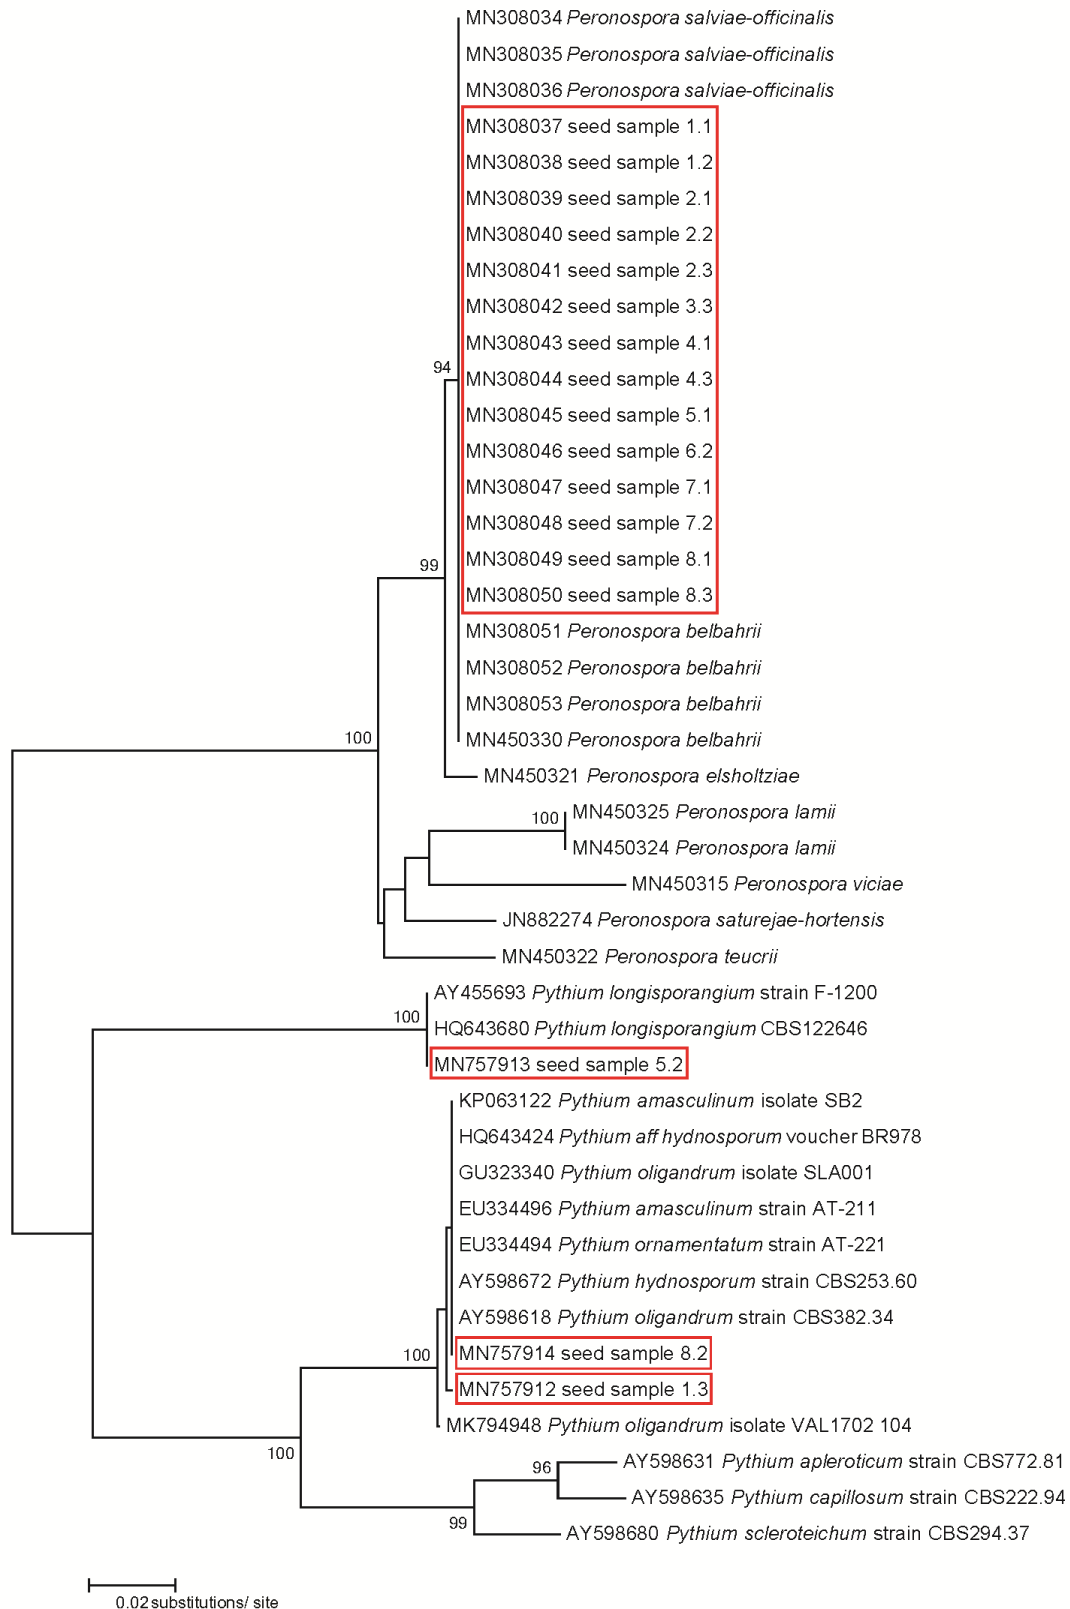 MN308034 Peronospora salviae-officinalis
MN308035 Peronospora salviae-officinalis
MN308036 Peronospora salviae-officinalis
MN308037 seed sample 1.1
MN308038 seed sample 1.2
MN308039 seed sample 2.1
MN308040 seed sample 2.2
MN308041 seed sample 2.3
MN308042 seed sample 3.3
MN308043 seed sample 4.1
94
MN308044 seed sample 4.3
MN308045 seed sample 5.1
MN308046 seed sample 6.2
MN308047 seed sample 7.1
MN308048 seed sample 7.2
99
MN308049 seed sample 8.1
MN308050 seed sample 8.3
MN308051 Peronospora belbahrii
MN308052 Peronospora belbahrii
MN308053 Peronospora belbahrii
100
MN450330 Peronospora belbahrii
MN450321 Peronospora elsholtziae
100
MN450325 Peronospora lamii
MN450324 Peronospora lamii
MN450315 Peronospora viciae
JN882274 Peronospora saturejae-hortensis
MN450322 Peronospora teucrii
AY455693 Pythium longisporangium strain F-1200
100
HQ643680 Pythium longisporangium CBS122646
MN757913 seed sample 5.2
KP063122 Pythium amasculinum isolate SB2
HQ643424 Pythium aff hydnosporum voucher BR978
GU323340 Pythium oligandrum isolate SLA001
EU334496 Pythium amasculinum strain AT-211
EU334494 Pythium ornamentatum strain AT-221
AY598672 Pythium hydnosporum strain CBS253.60
AY598618 Pythium oligandrum strain CBS382.34
100
MN757914 seed sample 8.2
MN757912 seed sample 1.3
MK794948 Pythium oligandrum isolate VAL1702 104
100
96
AY598631 Pythium apleroticum strain CBS772.81
AY598635 Pythium capillosum strain CBS222.94
99
AY598680 Pythium scleroteichum strain CBS294.37
0.02 substitutions/ site